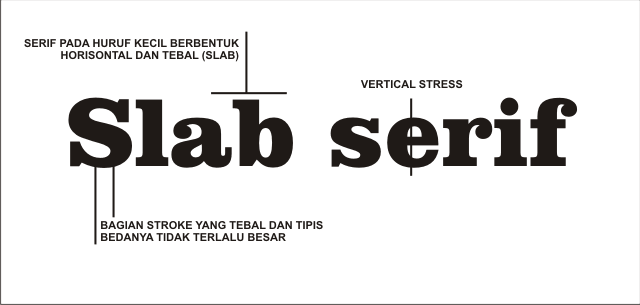 SERIF PADA HURUF KECIL BERBENTUK
HORISONTAL DAN TEBAL (SLAB)
VERTICAL STRESS
Slab serif
BAGIAN STROKE YANG TEBAL DAN TIPIS
BEDANYA TIDAK TERLALU BESAR